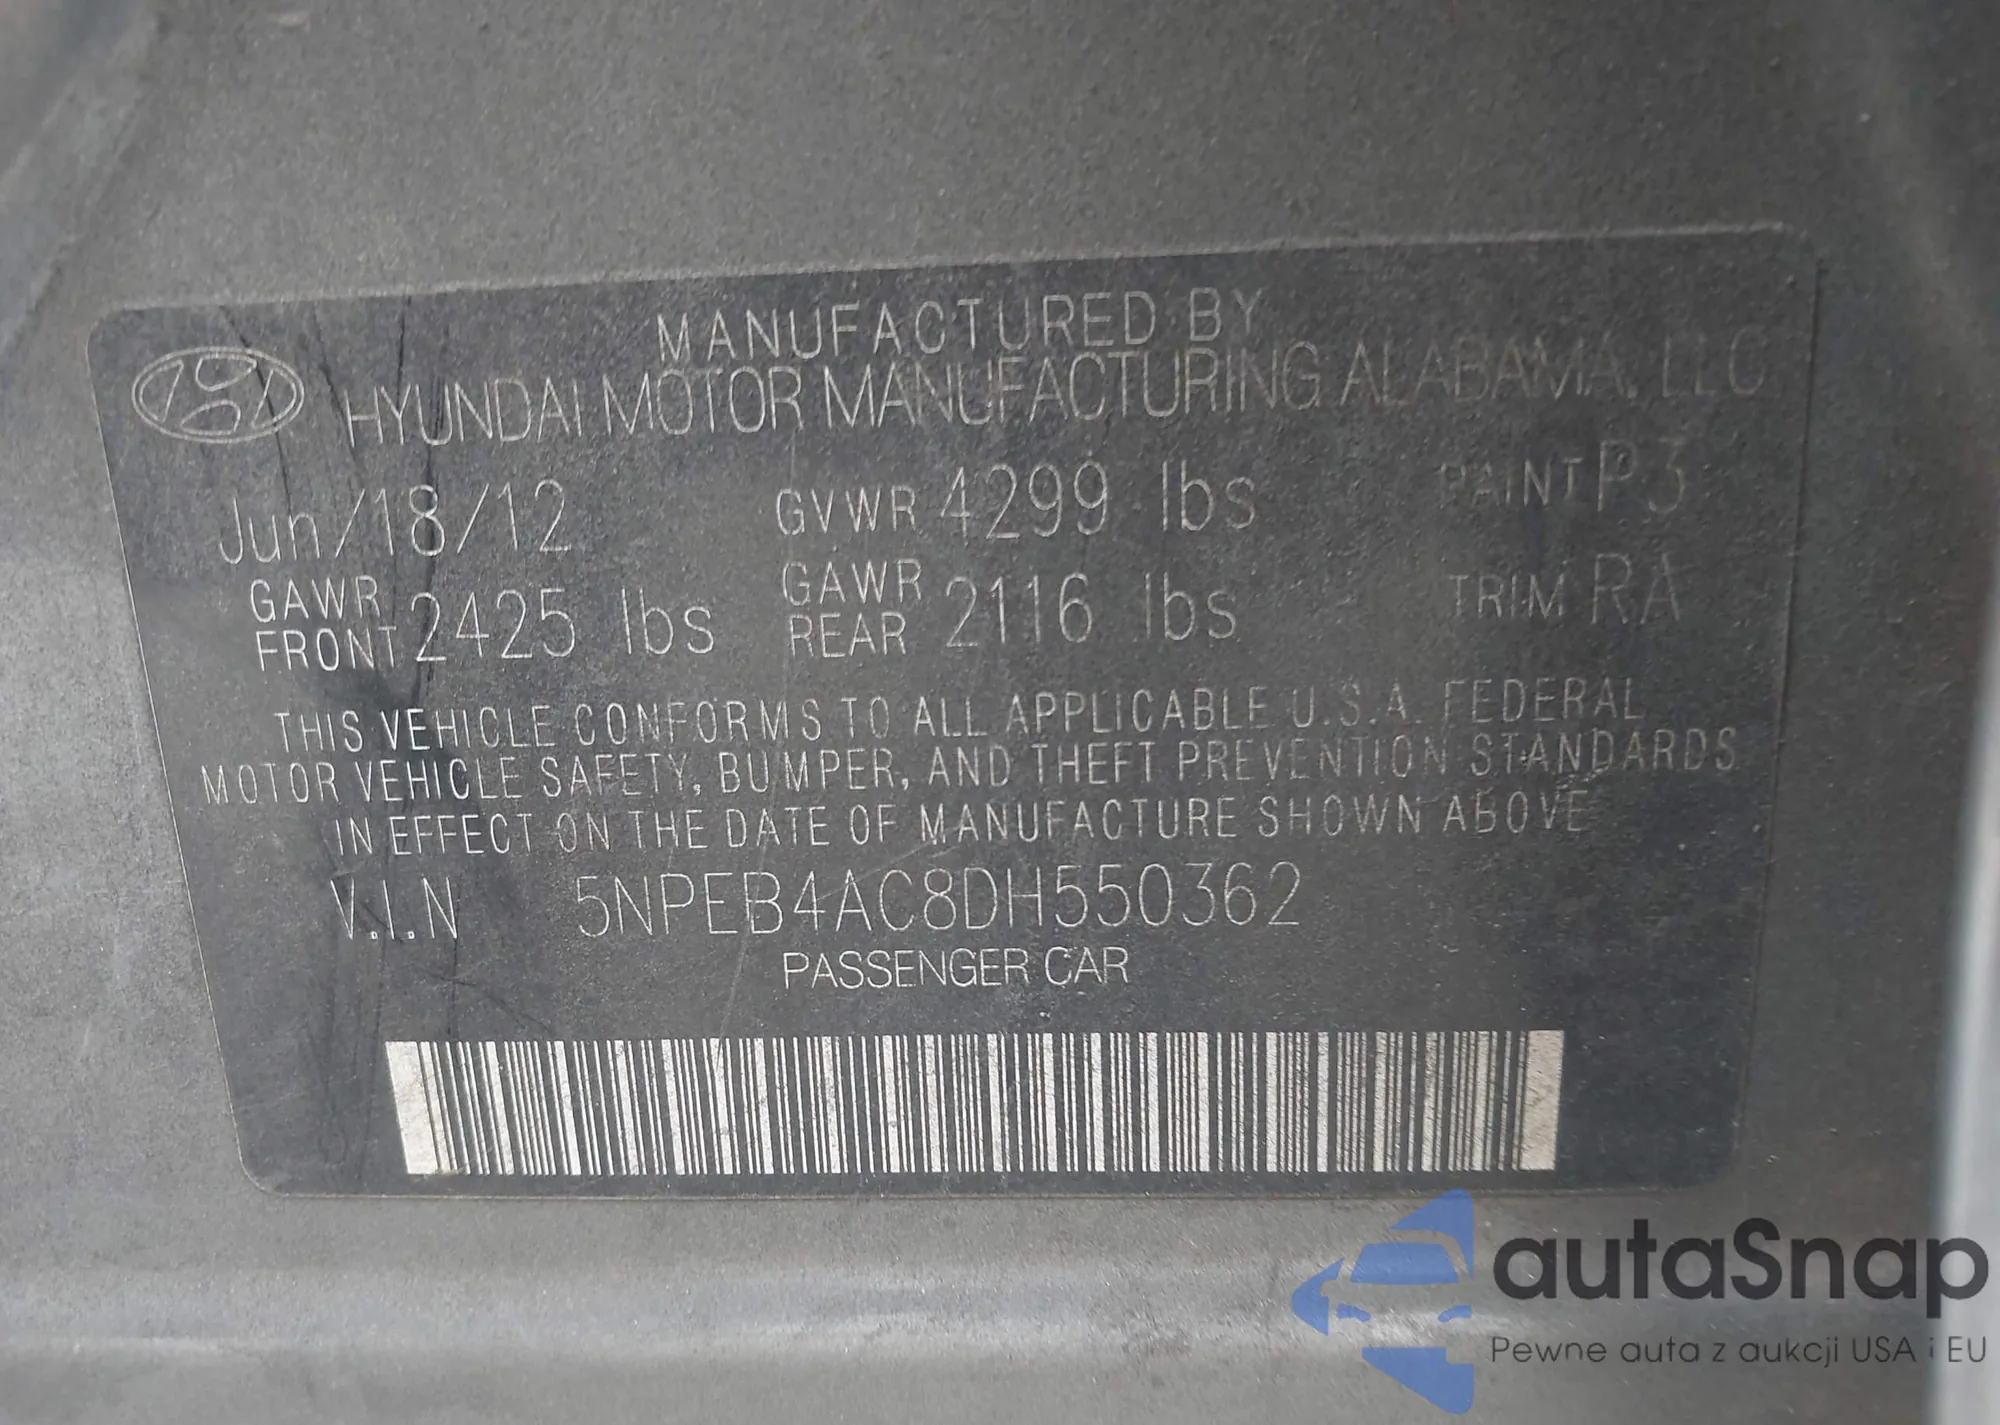 MANUFACTURED BY
HYUNDAI MOTOR MANUFACTURING ALABAMA, LLC
Jun/18/12 GVWR 4299 lbs PAINT P3
GAWR FRONT 2425 lbs GAWR REAR 2116 lbs TRIM RA
THIS VEHICLE CONFORMS TO ALL APPLICABLE U.S.A. FEDERAL
MOTOR VEHICLE SAFETY, BUMPER, AND THEFT PREVENTION STANDARDS
IN EFFECT ON THE DATE OF MANUFACTURE SHOWN ABOVE
V.I.N 5NPEB4AC8DH550362
PASSENGER CAR
autaSnap
Pewne auta z aukcji USA i EU